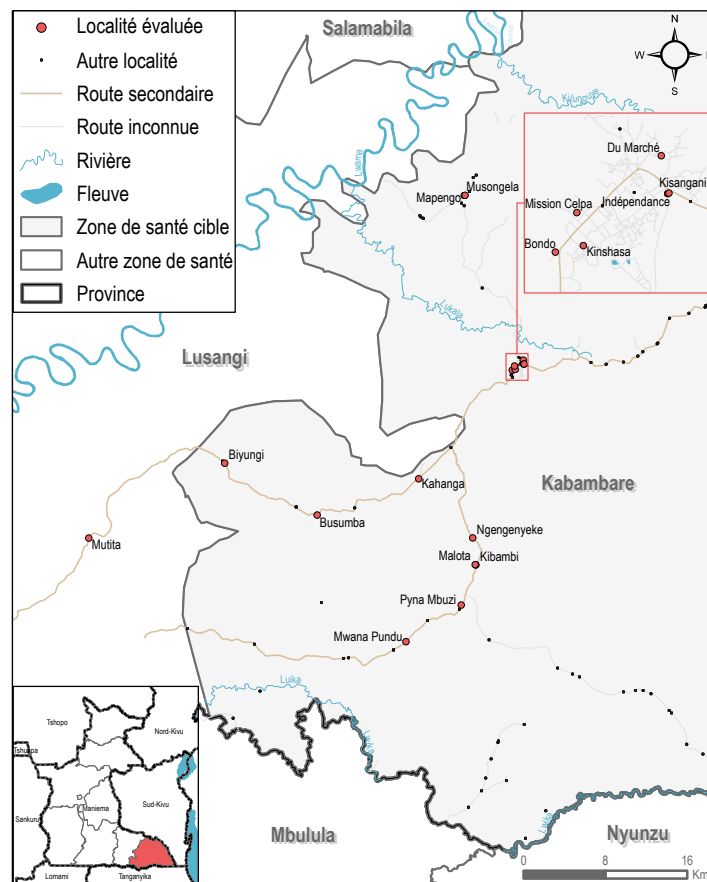 Localité évaluée
Autre localité
Route secondaire
Route inconnue
Rivière
Fleuve
Zone de santé cible
Autre zone de santé
Province
Salamabila
N
W
S
Lwama
Du Marché
Kisangani
Indépendance
Mission Celpa
Bondo
Kinshasa
Musongela
Mapengo
Lukaja
Lusangi
Biyungi
Kahanga
Kabambare
Busumba
Mutita
Ngengenyeke
Malota
Kibambi
Pyna Mbuzi
Mwana Pundu
Luika
Mbulula
Nyunzu
Tshopo
Nord-Kivu
Tshuapa
Maniema
Sud-Kivu
Sankuru
Lomami
Tanganyika
0 8 16
Km